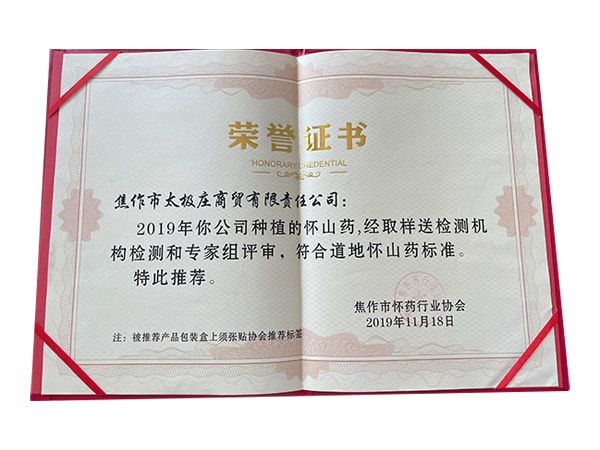 荣誉证书
HONORARY CREDENTIAL
焦作市太极庄商贸有限责任公司：
2019年你公司种植的怀山药,经取样送检测机
构检测和专家组评审，符合道地怀山药标准。
特此推荐。
焦作市怀药行业协会
2019年11月18日
注：被推荐产品包装盒上须张贴协会推荐标签